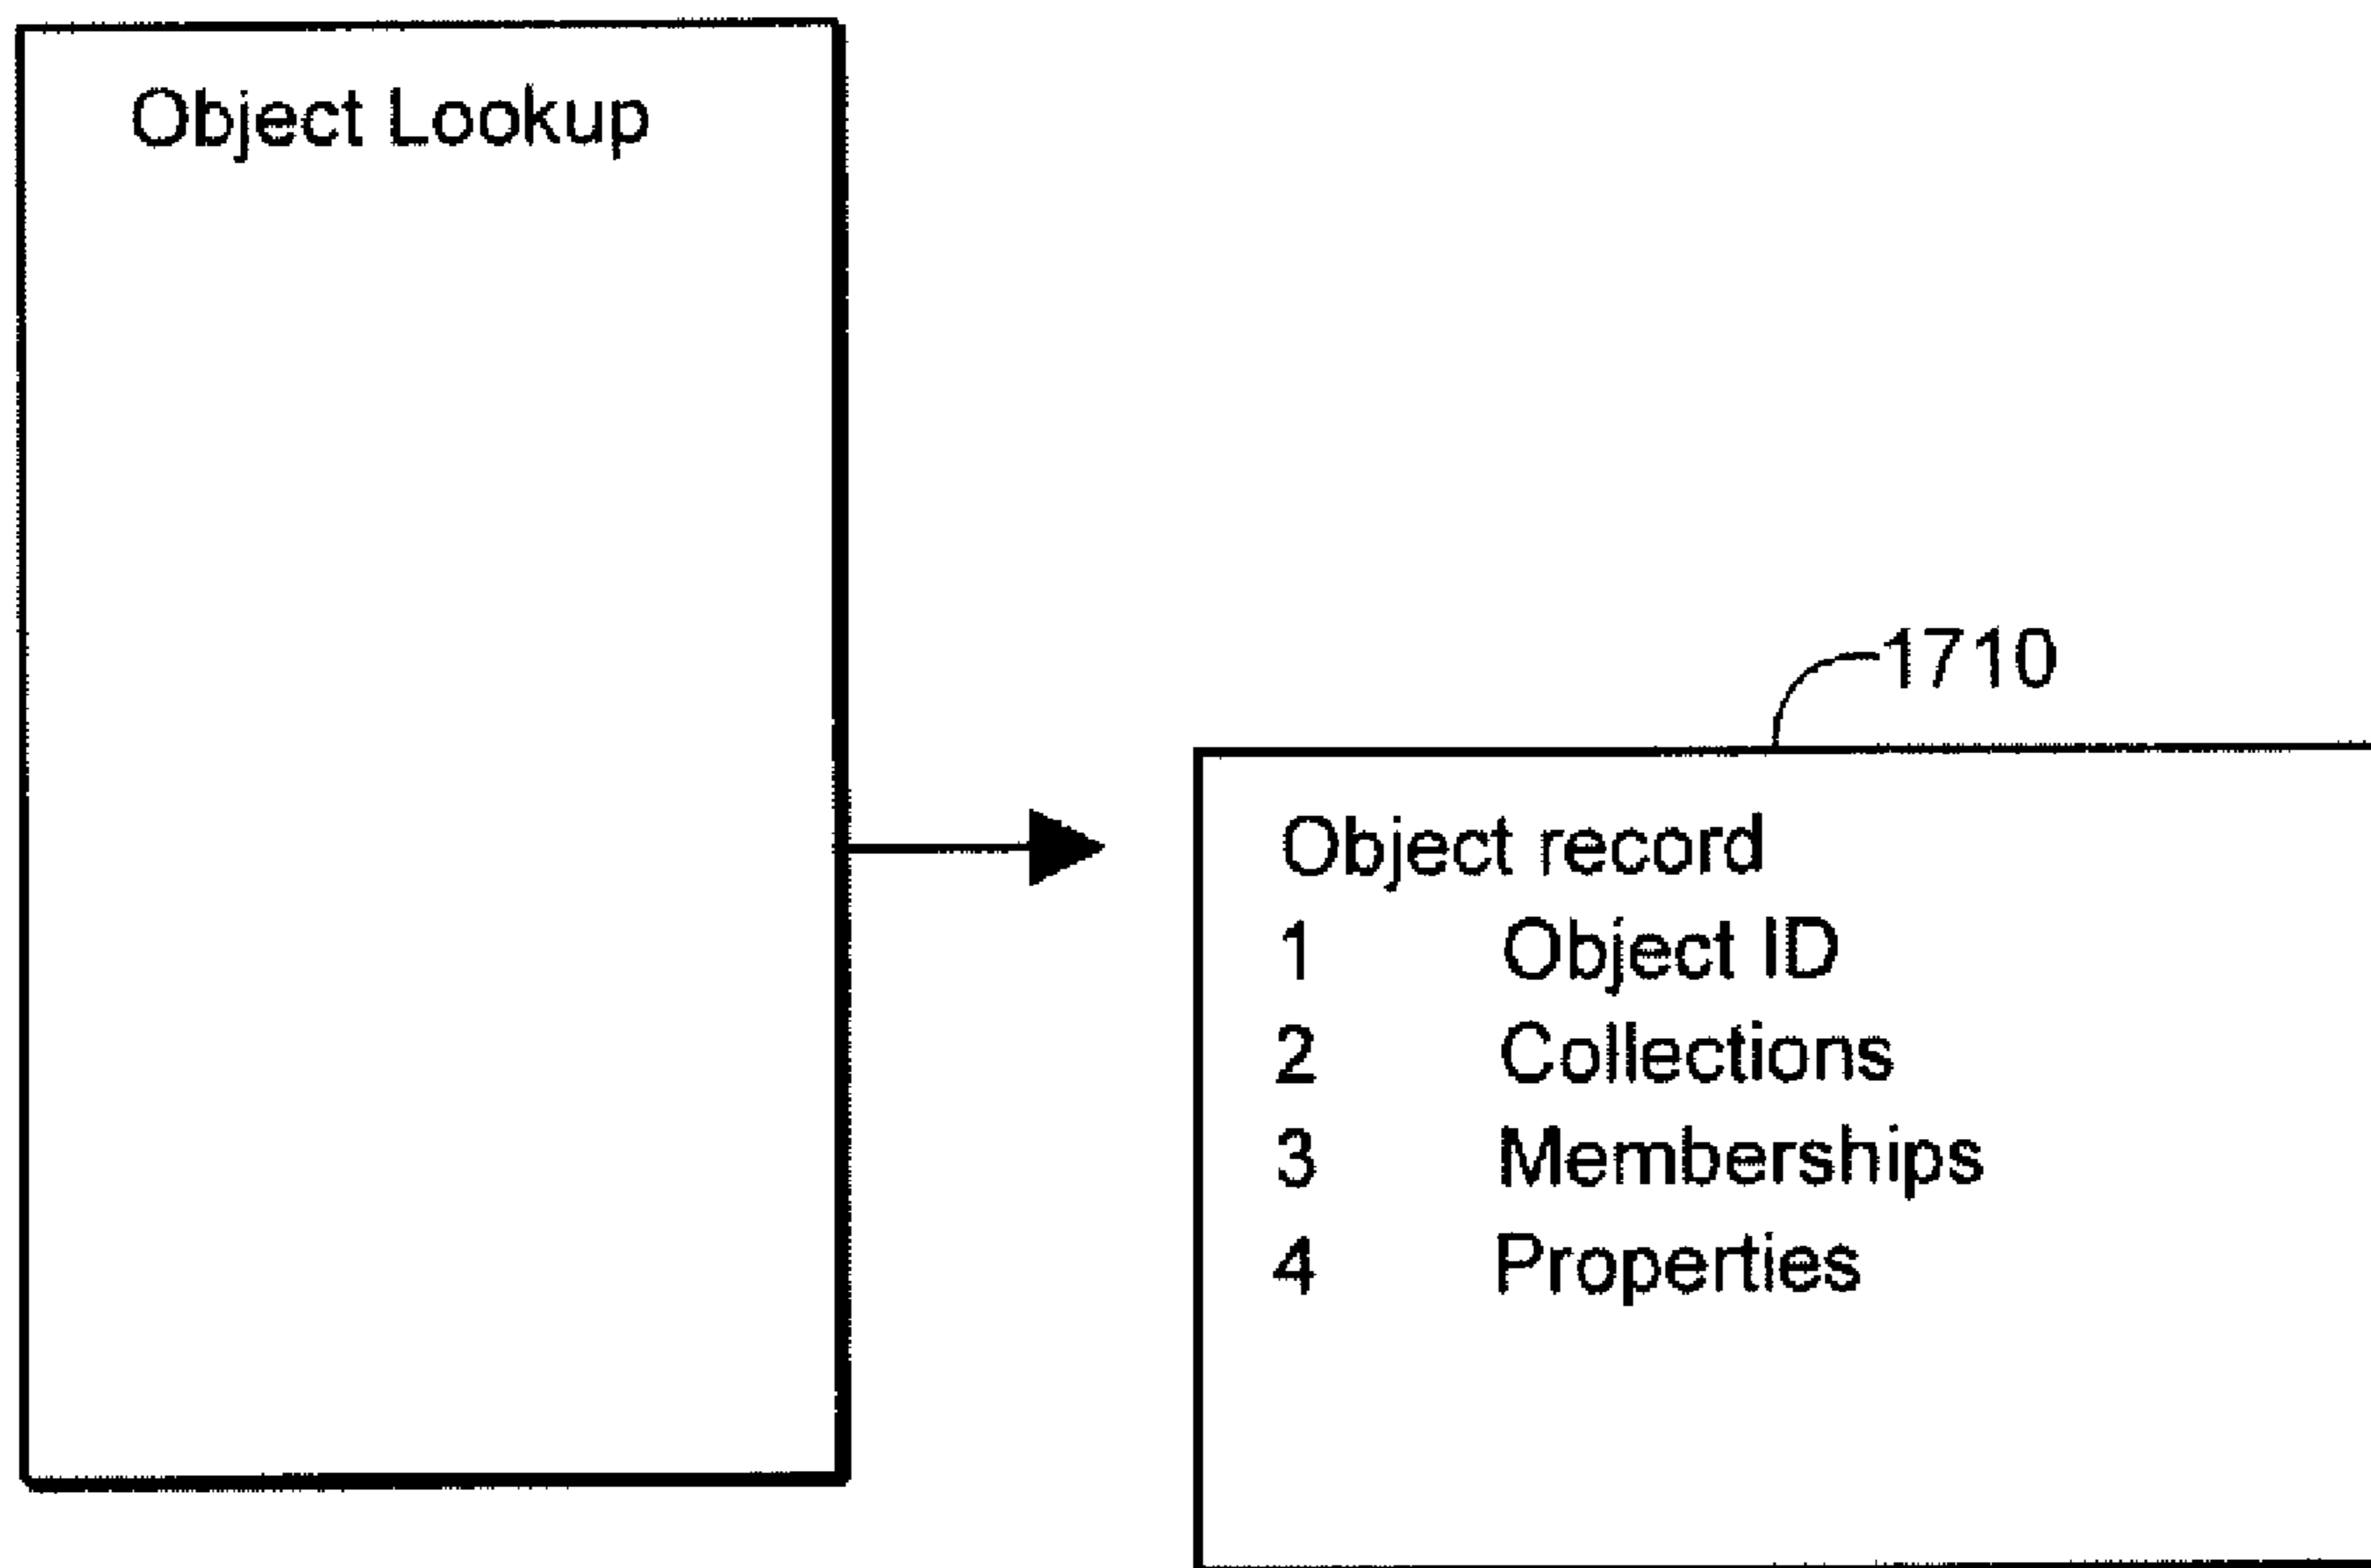 Object Lookup
1710
Object record
1 Object ID
2 Collections
3 Memberships
4 Properties